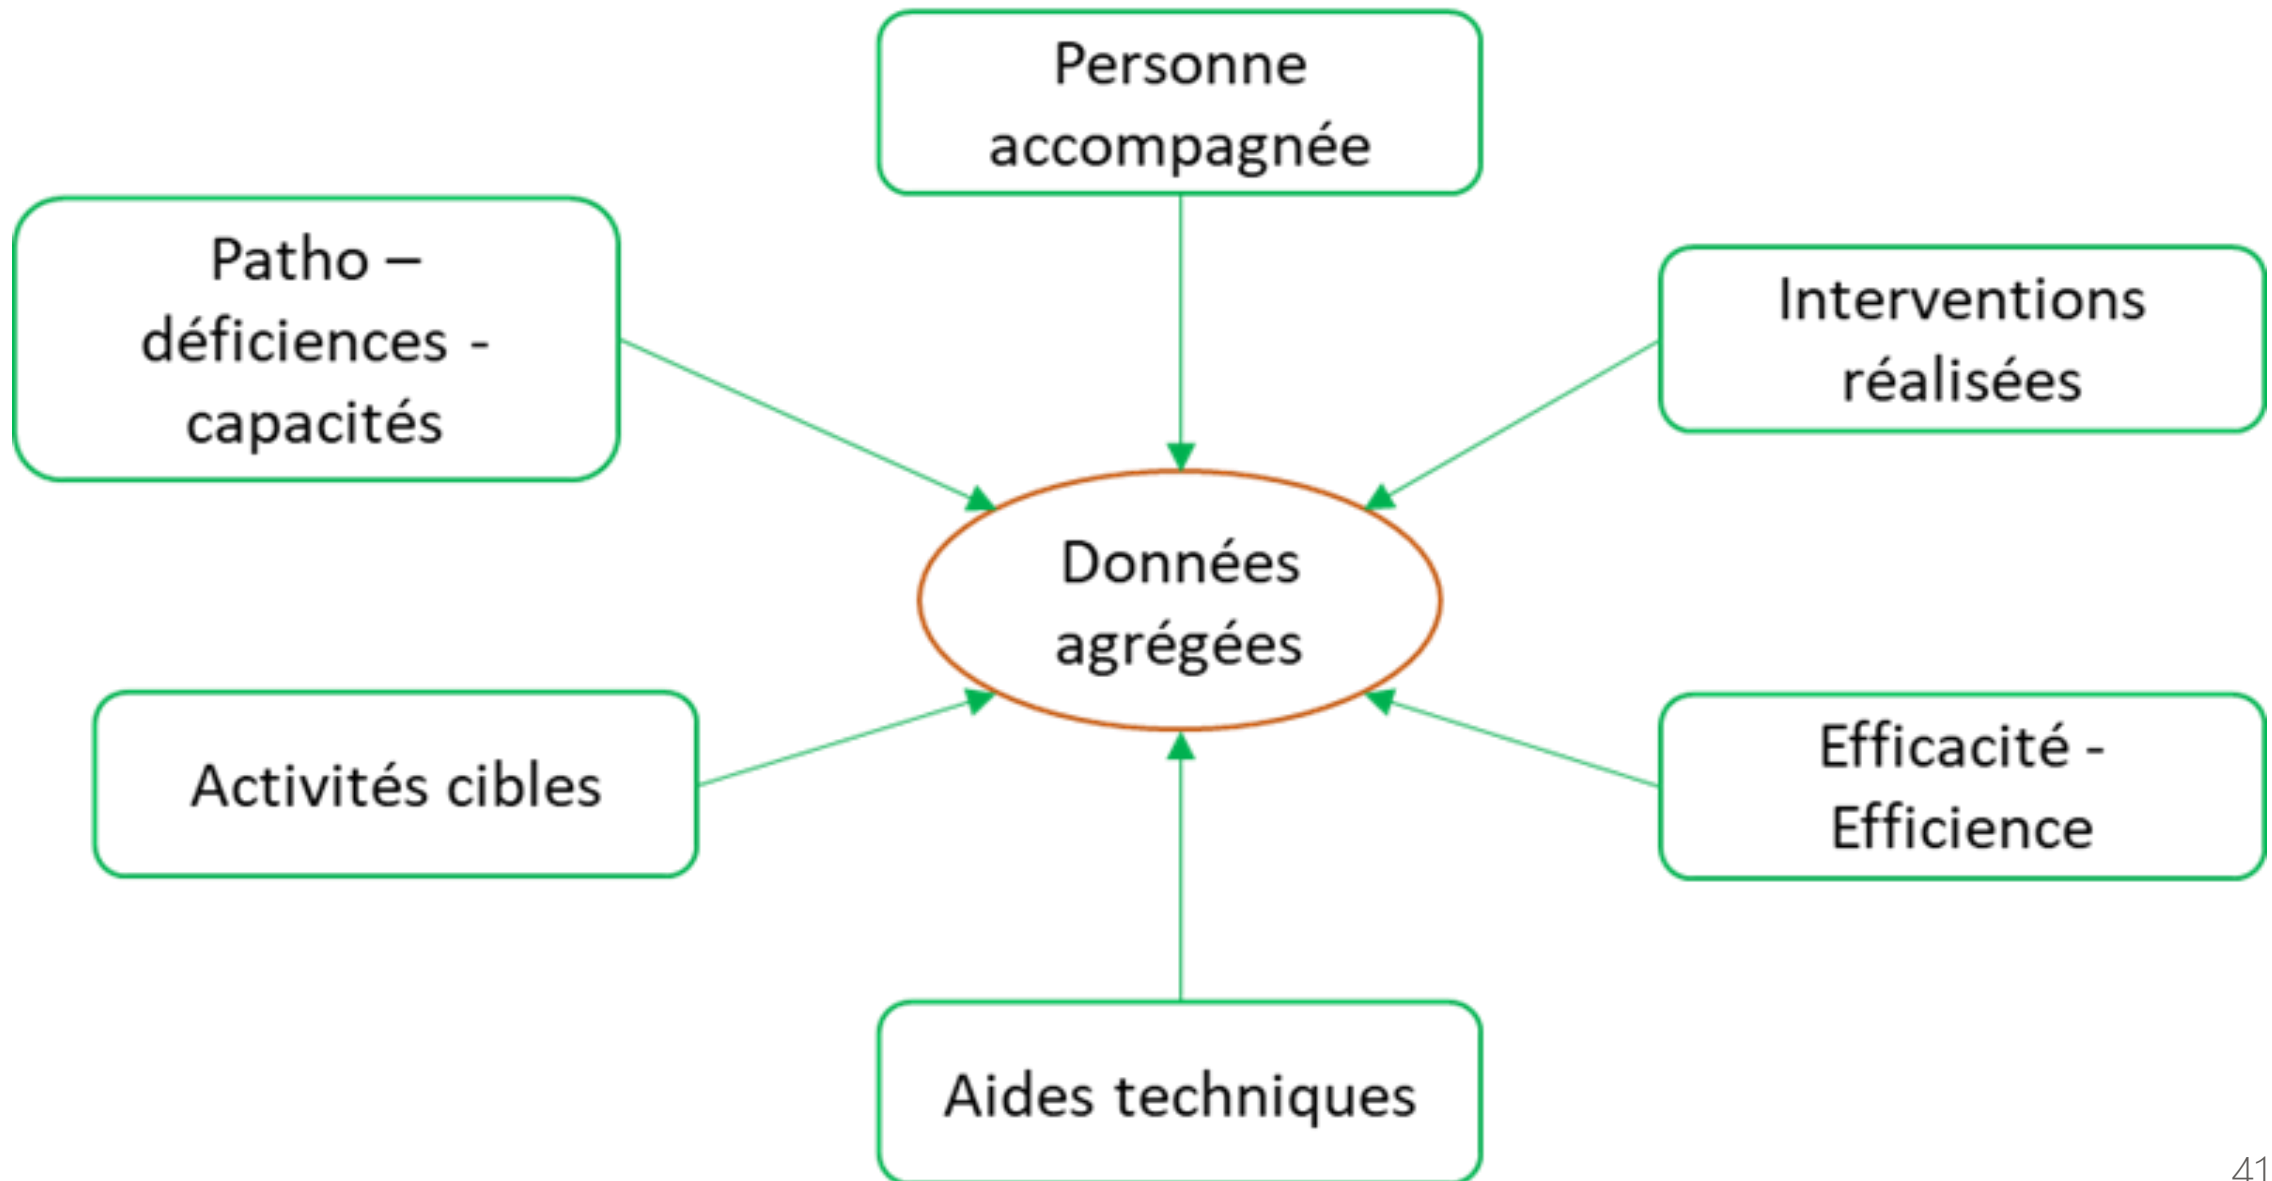 Personne
accompagnée
Patho –
déficiences -
capacités
Interventions
réalisées
Données
agrégées
Activités cibles
Efficacité -
Efficience
Aides techniques
41